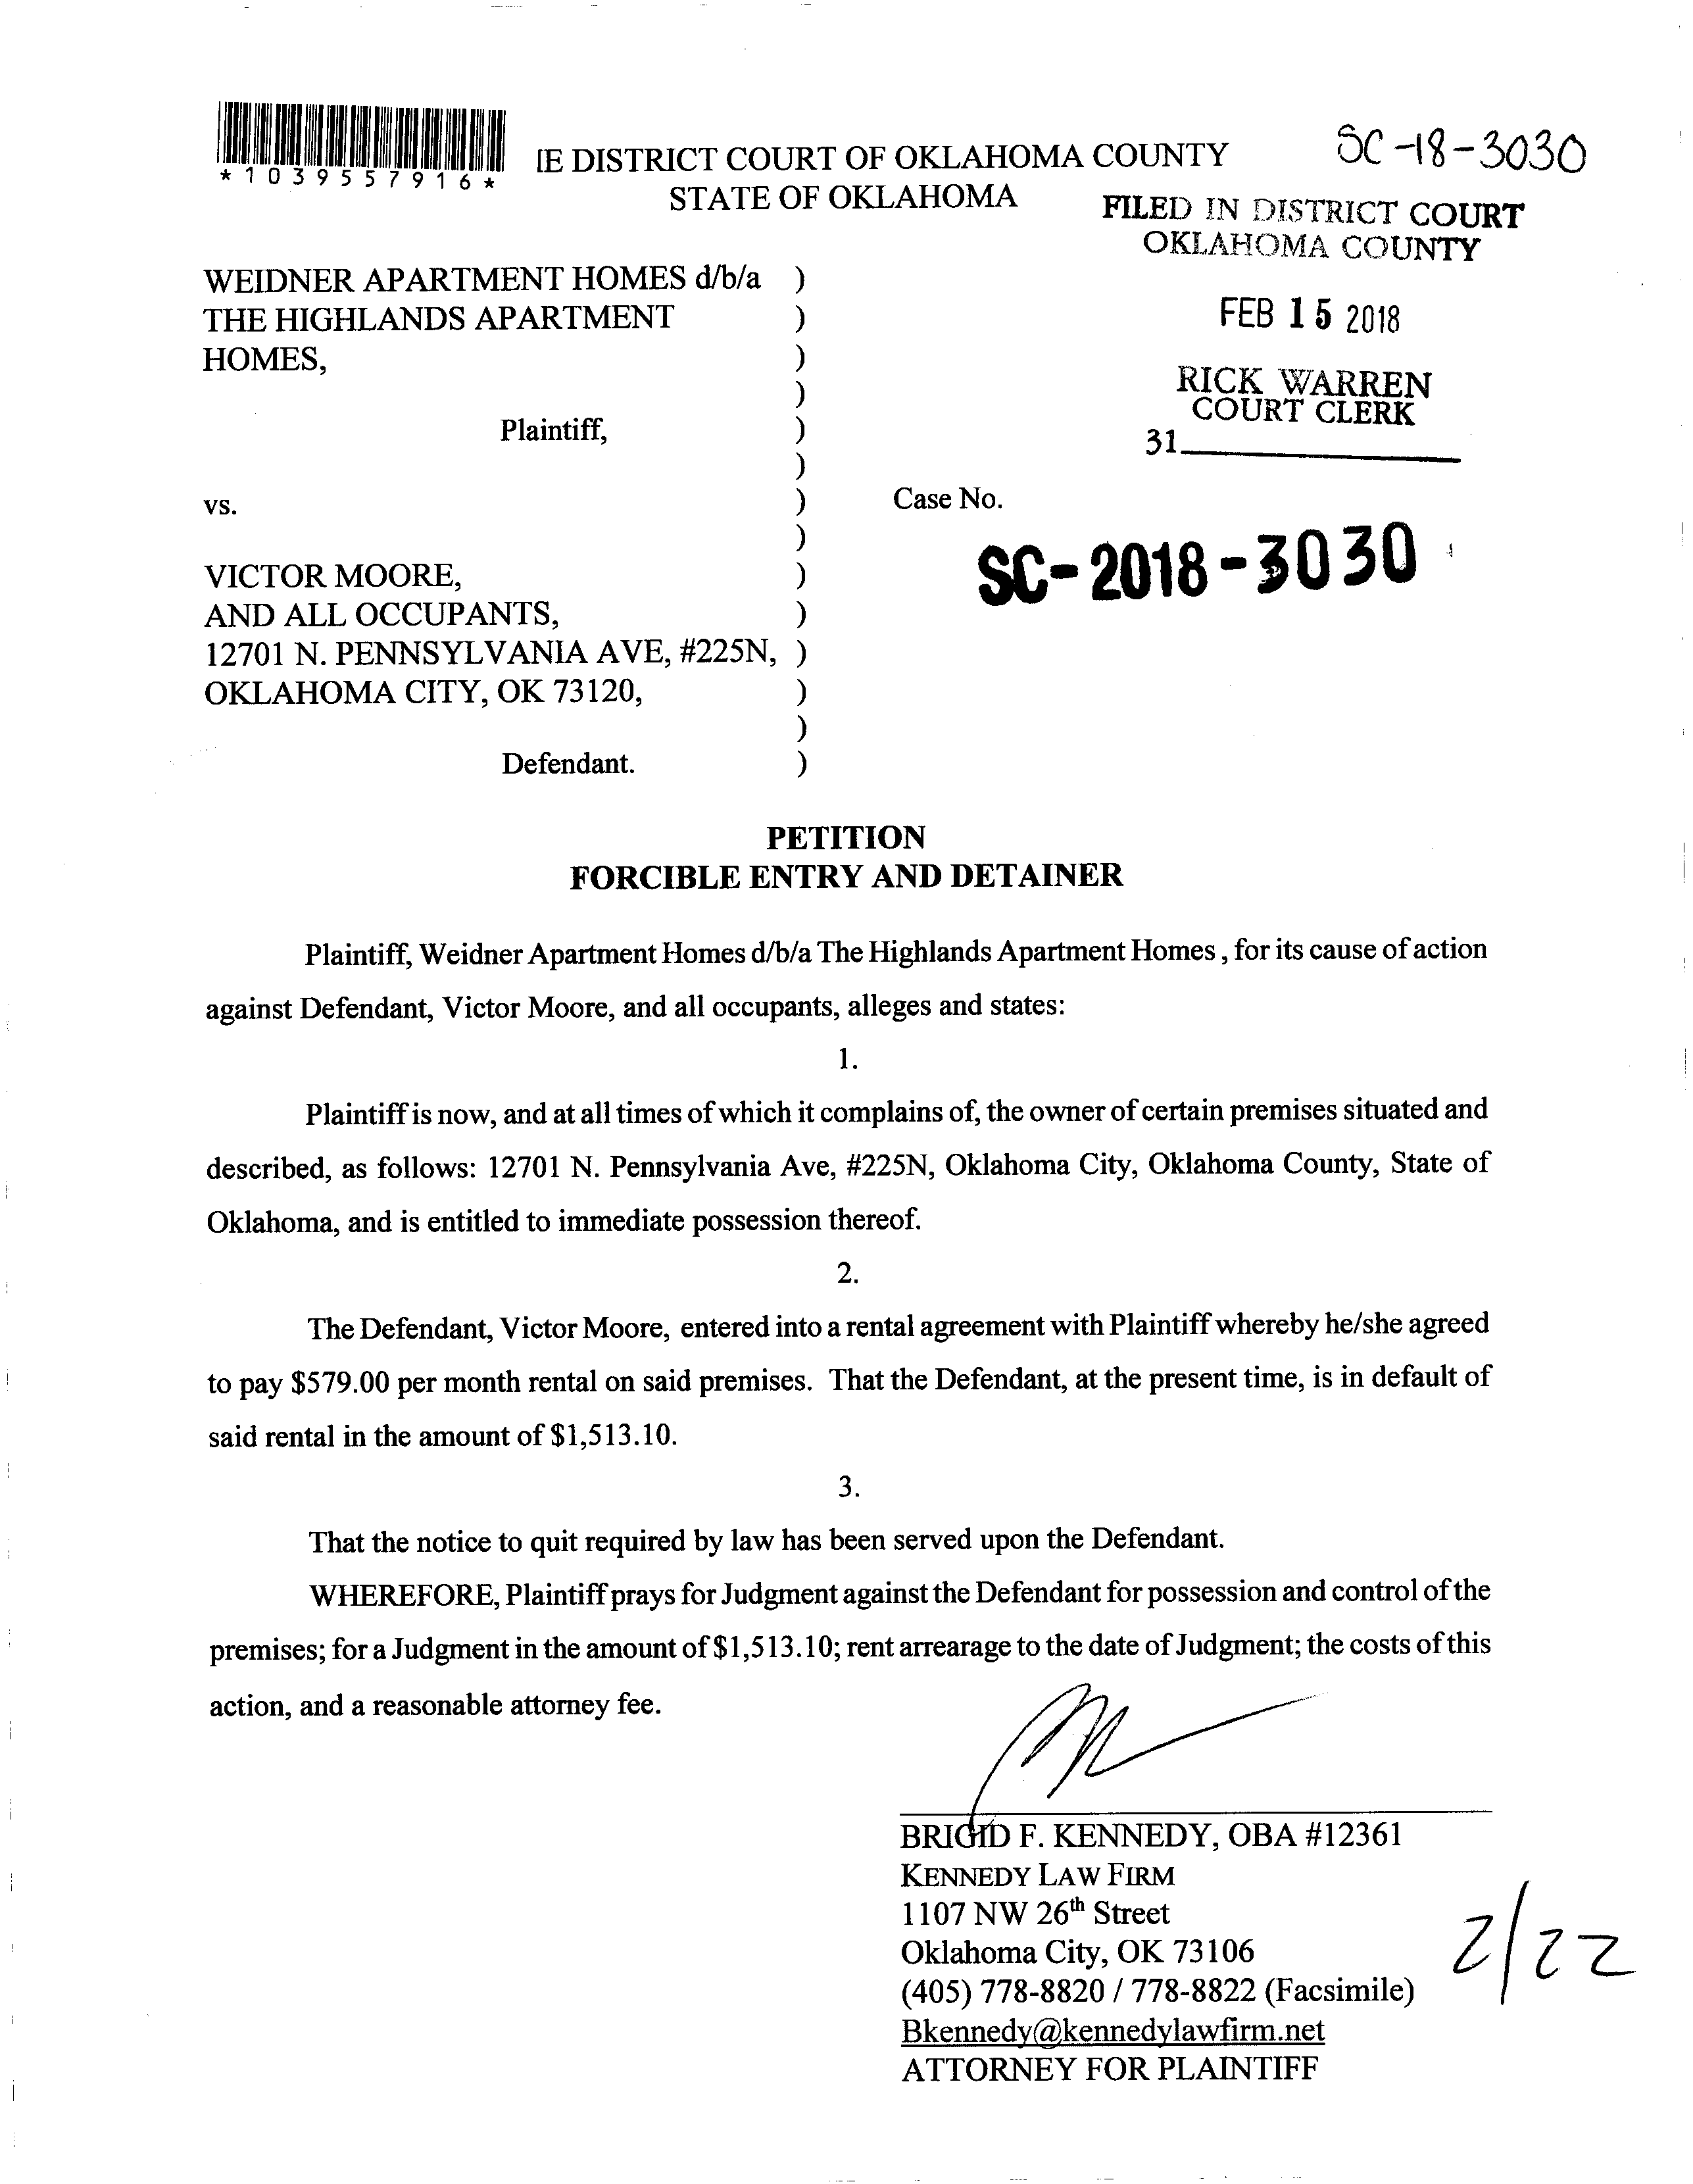 SC-18-3030
*1039557916*
IE DISTRICT COURT OF OKLAHOMA COUNTY
STATE OF OKLAHOMA
FILED IN DISTRICT COURT
OKLAHOMA COUNTY
FEB 15 2018
RICK WARREN
COURT CLERK
31
WEIDNER APARTMENT HOMES d/b/a )
THE HIGHLANDS APARTMENT )
HOMES, )
)
Plaintiff, )
)
vs. ) Case No.
)
SC-2018-3030
VICTOR MOORE, )
AND ALL OCCUPANTS, )
12701 N. PENNSYLVANIA AVE, #225N, )
OKLAHOMA CITY, OK 73120, )
)
Defendant. )
PETITION
FORCIBLE ENTRY AND DETAINER
Plaintiff, Weidner Apartment Homes d/b/a The Highlands Apartment Homes , for its cause of action
against Defendant, Victor Moore, and all occupants, alleges and states:
1.
Plaintiff is now, and at all times of which it complains of, the owner of certain premises situated and
described, as follows: 12701 N. Pennsylvania Ave, #225N, Oklahoma City, Oklahoma County, State of
Oklahoma, and is entitled to immediate possession thereof.
2.
The Defendant, Victor Moore, entered into a rental agreement with Plaintiff whereby he/she agreed
to pay $579.00 per month rental on said premises. That the Defendant, at the present time, is in default of
said rental in the amount of $1,513.10.
3.
That the notice to quit required by law has been served upon the Defendant.
WHEREFORE, Plaintiff prays for Judgment against the Defendant for possession and control of the
premises; for a Judgment in the amount of $1,513.10; rent arrearage to the date of Judgment; the costs of this
action, and a reasonable attorney fee.
BRIGID F. KENNEDY, OBA #12361
KENNEDY LAW FIRM
1107 NW 26th Street
Oklahoma City, OK 73106
(405) 778-8820 / 778-8822 (Facsimile)
Bkennedy@kennedylawfirm.net
ATTORNEY FOR PLAINTIFF
2/22